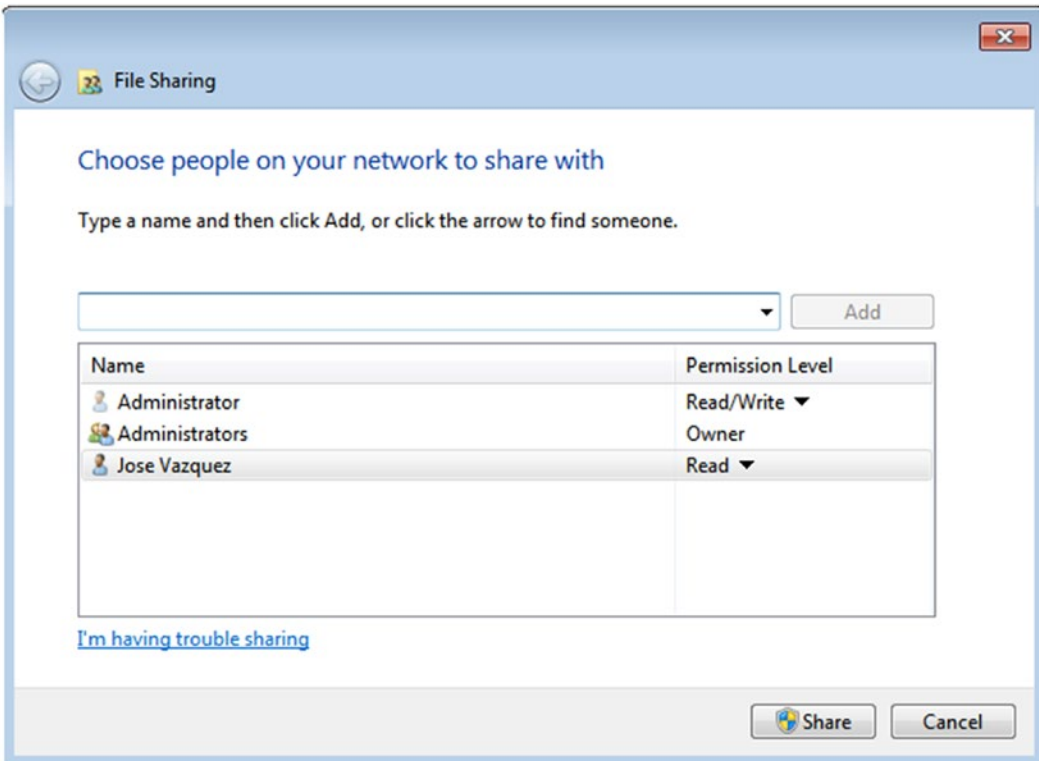 File Sharing
Choose people on your network to share with
Type a name and then click Add, or click the arrow to find someone.
Add
Name Permission Level
Administrator Read/Write
Administrators Owner
Jose Vazquez Read
I'm having trouble sharing
Share Cancel